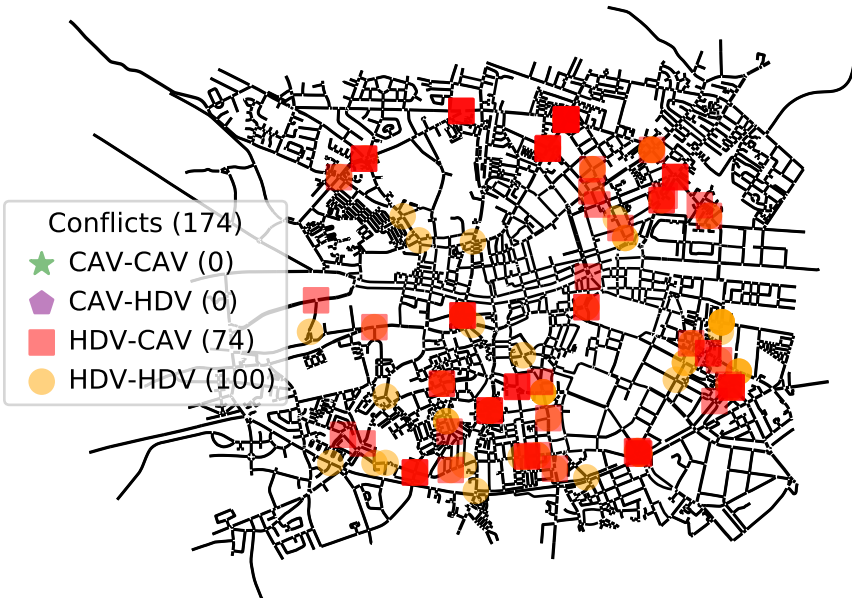 Conflicts (174)
CAV-CAV (0)
CAV-HDV (0)
HDV-CAV (74)
HDV-HDV (100)